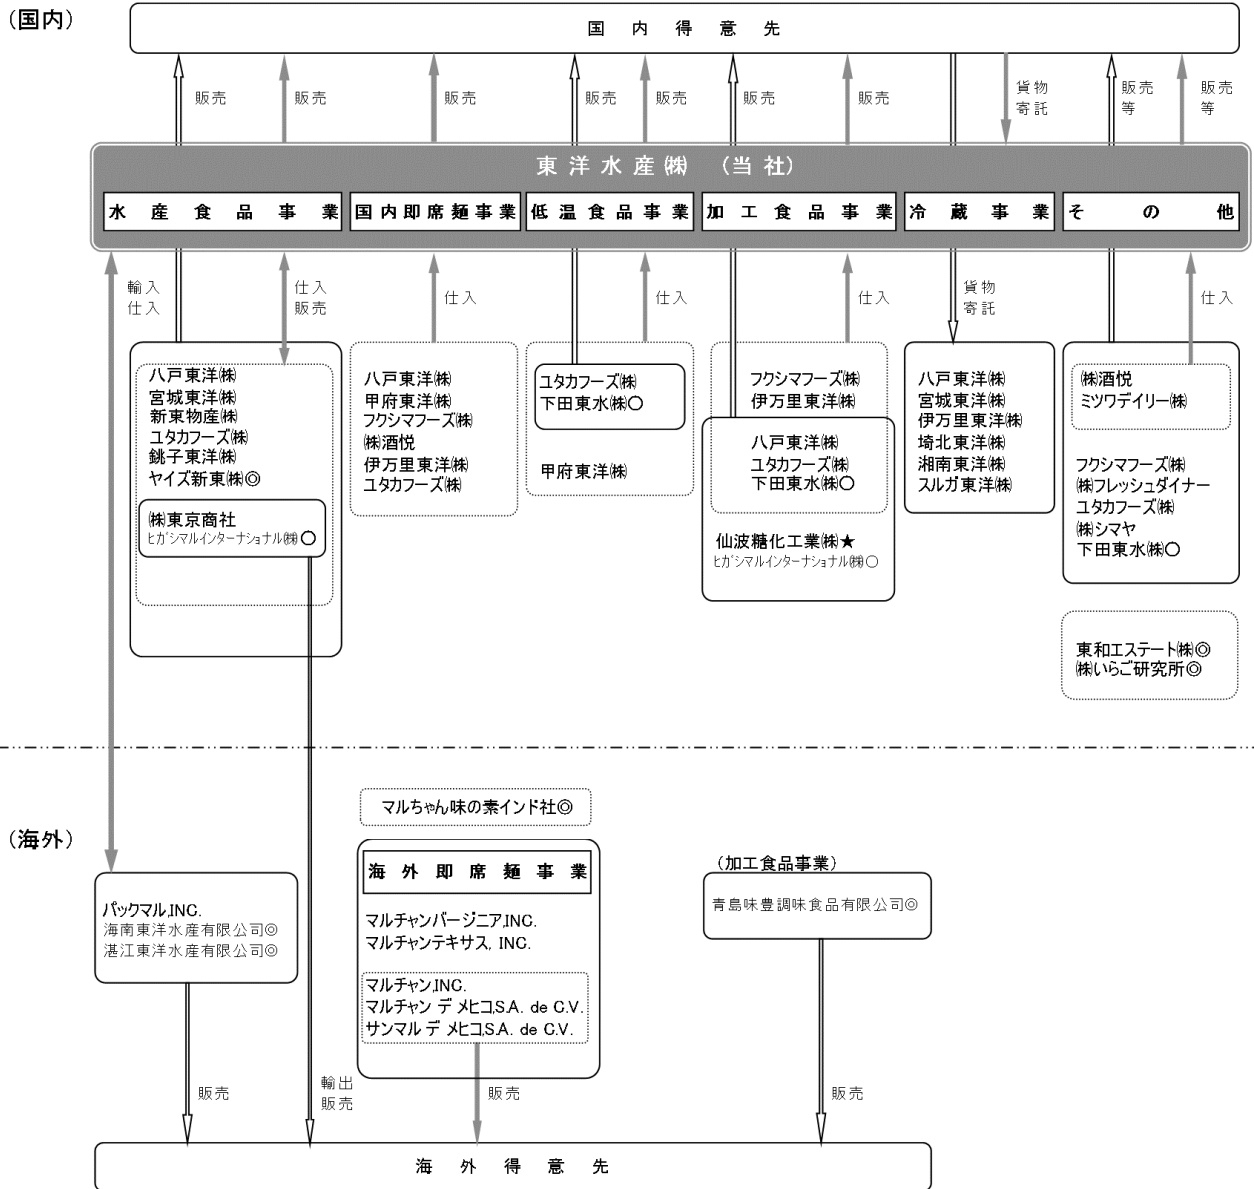 (国内)
国内得意先
販売
販売
販売
販売
販売
販売
販売
貨物
寄託
販売
等
販売
等
東洋水産㈱ (当社)
水産食品事業
国内即席麺事業
低温食品事業
加工食品事業
冷蔵事業
その他
輸入
仕入
仕入
販売
仕入
仕入
仕入
貨物
寄託
仕入
八戸東洋㈱
宮城東洋㈱
新東物産㈱
ユタカフーズ㈱
銚子東洋㈱
ヤイズ新東㈱◎
㈱東京商社
ヒガシマルインターナショナル㈱○
八戸東洋㈱
甲府東洋㈱
フクシマフーズ㈱
㈱酒悦
伊万里東洋㈱
ユタカフーズ㈱
ユタカフーズ㈱
下田東水㈱○
甲府東洋㈱
フクシマフーズ㈱
伊万里東洋㈱
八戸東洋㈱
ユタカフーズ㈱
下田東水㈱○
仙波糖化工業㈱★
ヒガシマルインターナショナル㈱○
八戸東洋㈱
宮城東洋㈱
伊万里東洋㈱
埼北東洋㈱
湘南東洋㈱
スルガ東洋㈱
㈱酒悦
ミツワデイリー㈱
フクシマフーズ㈱
㈱フレッシュダイナー
ユタカフーズ㈱
㈱シマヤ
下田東水㈱○
東和エステート㈱◎
㈱いらご研究所◎
(海外)
マルちゃん味の素インド社◎
海外即席麺事業
マルチャンバージニア,INC.
マルチャンテキサス, INC.
マルチャン,INC.
マルチャン デ メヒコ,S.A. de C.V.
サンマル デ メヒコ,S.A. de C.V.
(加工食品事業)
青島味豊調味食品有限公司◎
パックマル,INC.
海南東洋水産有限公司◎
湛江東洋水産有限公司◎
販売
輸出
販売
販売
販売
海外得意先